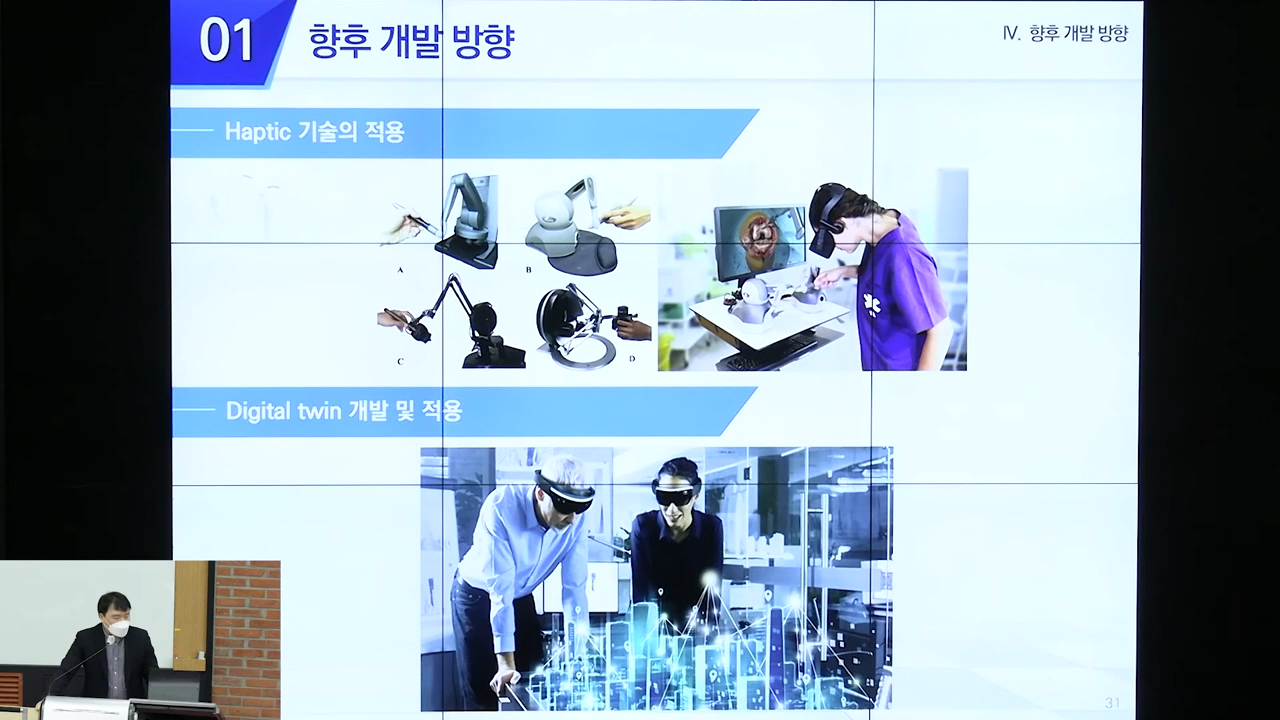 01
향후 개발 방향
Ⅳ. 향후 개발 방향
Haptic 기술의 적용
A
B
C
D
Digital twin 개발 및 적용
31